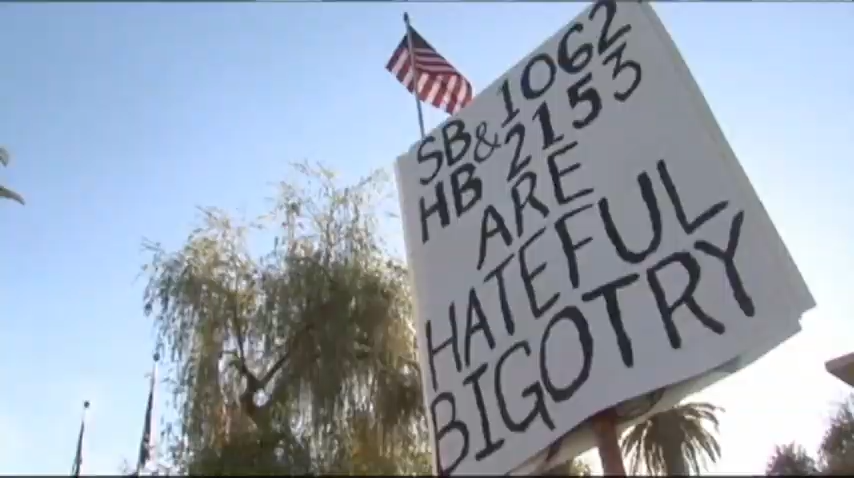 SB & 1062
HB 2153
ARE
HATEFUL
BIGOTRY